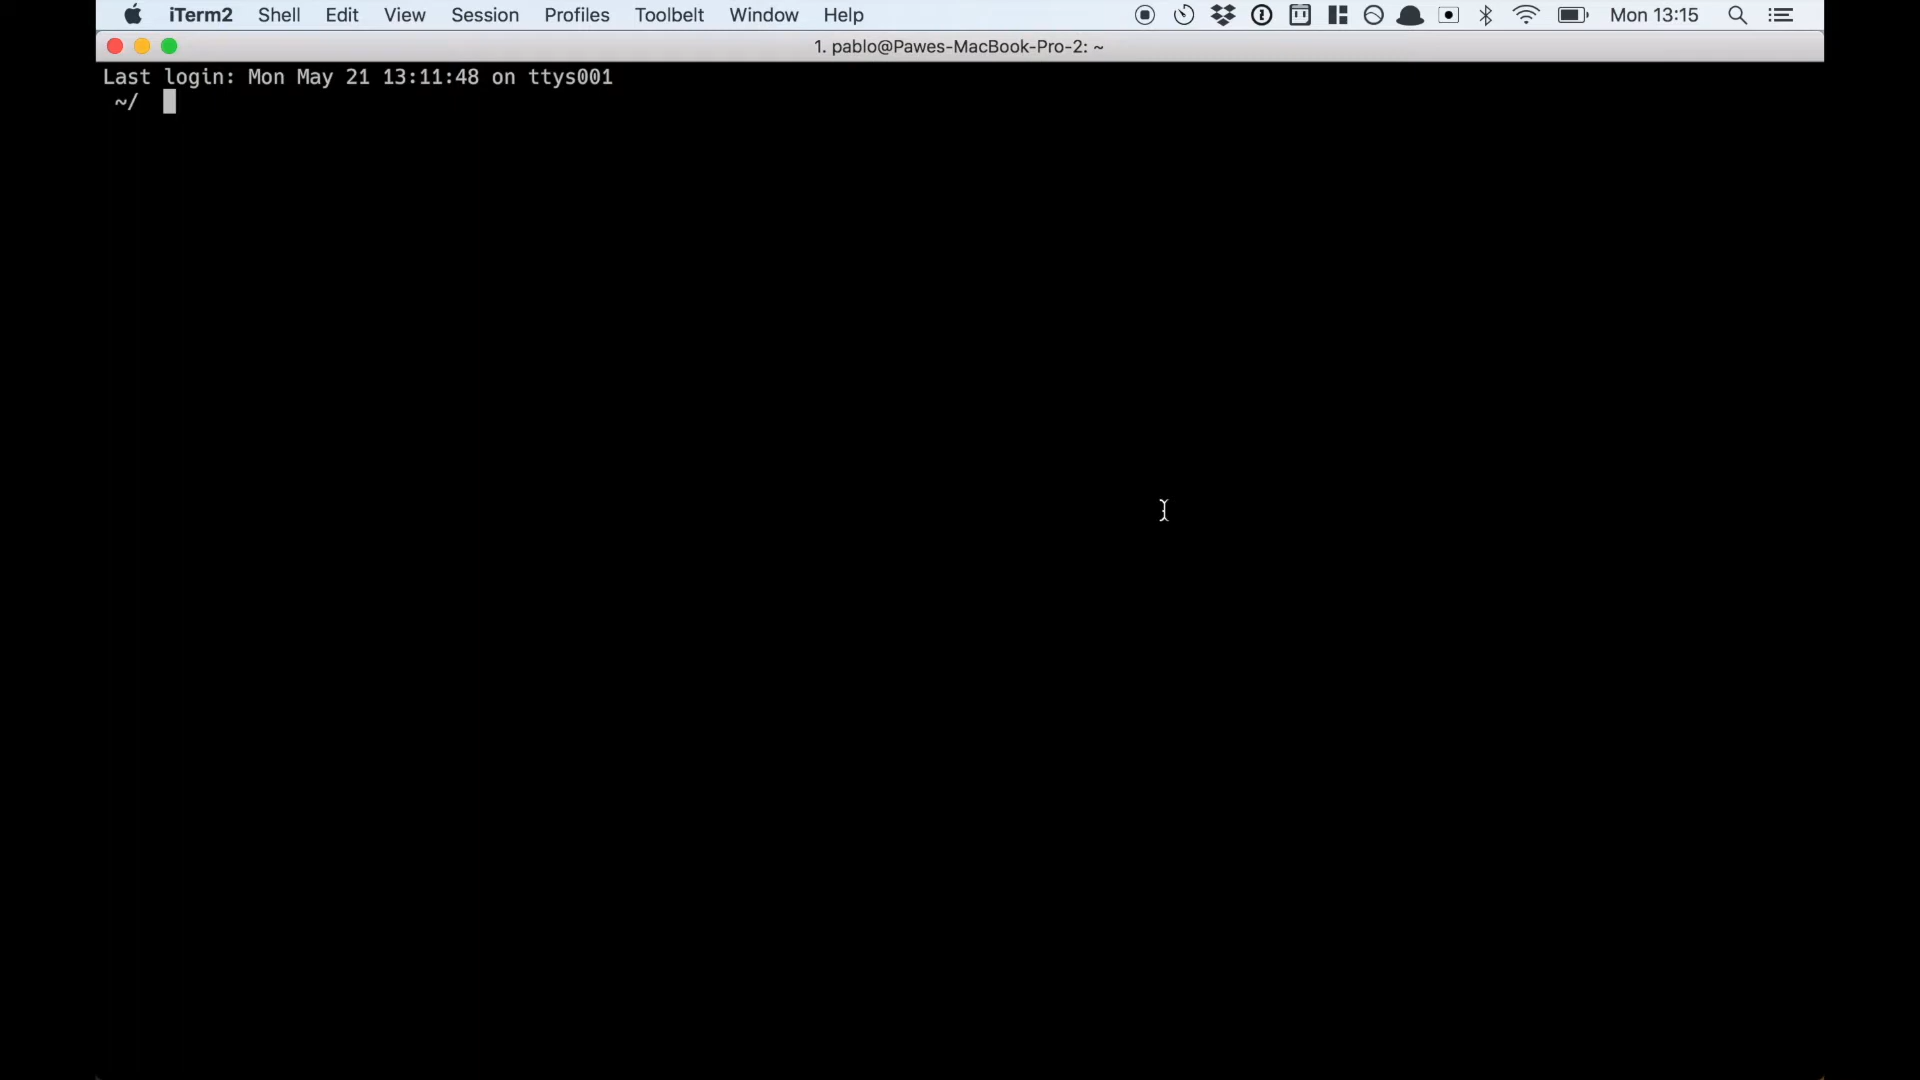 iTerm2 Shell Edit View Session Profiles Toolbelt Window Help Mon 13:15
1. pablo@Pawes-MacBook-Pro-2: ~
Last login: Mon May 21 13:11:48 on ttys001
~/